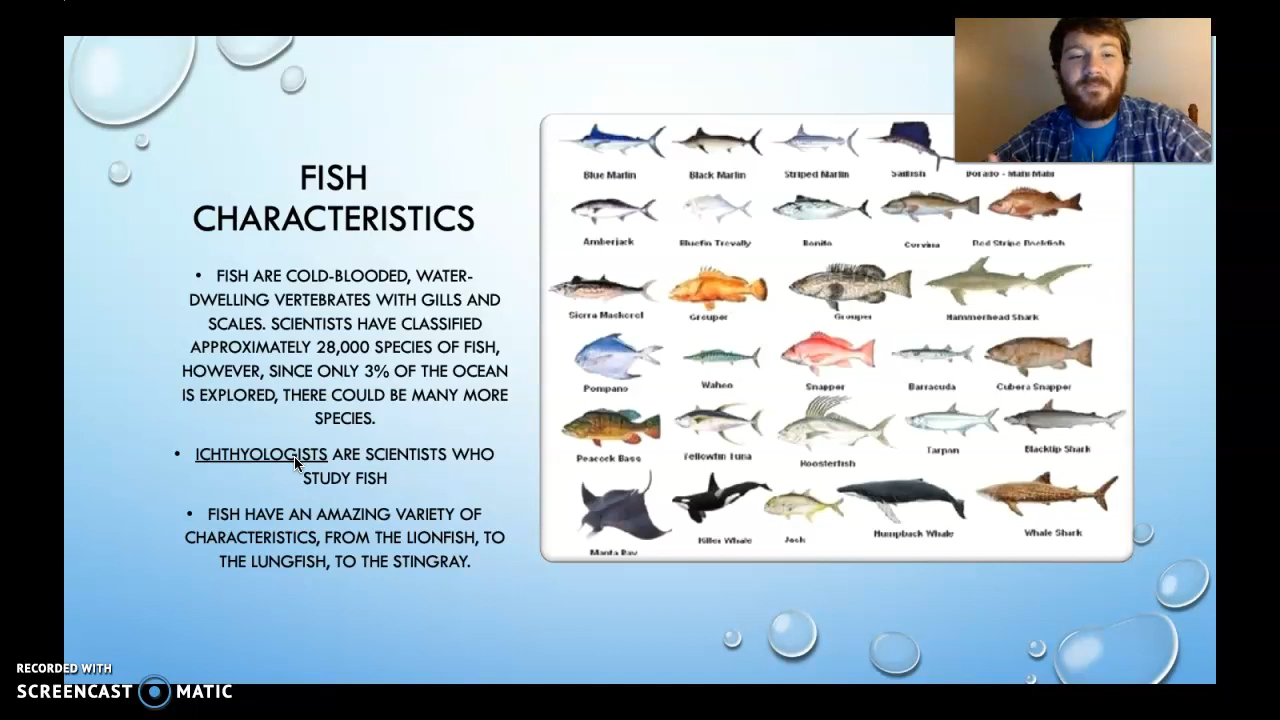 FISH
CHARACTERISTICS
• FISH ARE COLD-BLOODED, WATER-
DWELLING VERTEBRATES WITH GILLS AND
SCALES. SCIENTISTS HAVE CLASSIFIED
APPROXIMATELY 28,000 SPECIES OF FISH,
HOWEVER, SINCE ONLY 3% OF THE OCEAN
IS EXPLORED, THERE COULD BE MANY MORE
SPECIES.
• ICHTHYOLOGISTS ARE SCIENTISTS WHO
STUDY FISH
• FISH HAVE AN AMAZING VARIETY OF
CHARACTERISTICS, FROM THE LIONFISH, TO
THE LUNGFISH, TO THE STINGRAY.
Blue Marlin Black Marlin Striped Marlin Sailfish Dorado - Mahi Mahi
Amberjack Bluefin Trevally Bonito Corvina Red Stripe Rockfish
Sierra Mackerel Grouper Grouper Hammerhead Shark
Pompano Wahoo Snapper Barracuda Cubera Snapper
Peacock Bass Yellowfin Tuna Roosterfish Tarpon Blacktip Shark
Manta Ray Killer Whale Jack Humpback Whale Whale Shark
RECORDED WITH
SCREENCAST MATIC